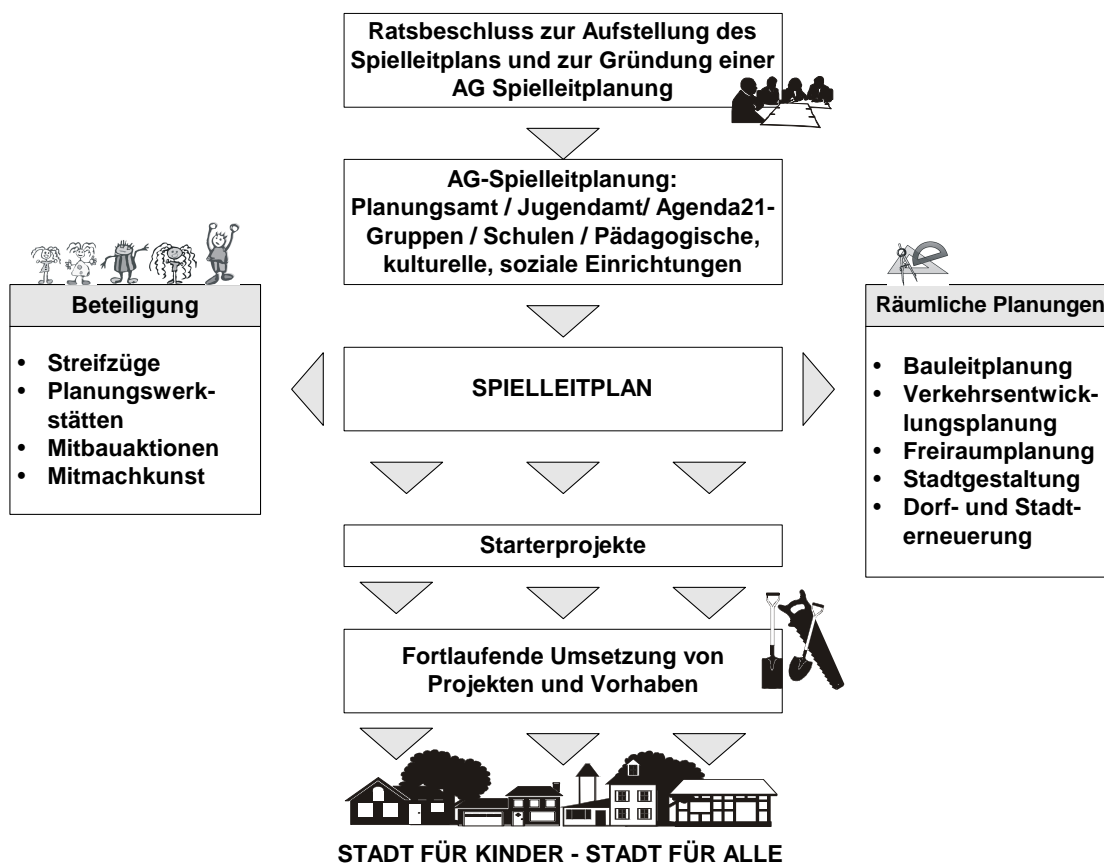 Ratsbeschluss zur Aufstellung des
Spielleitplans und zur Gründung einer
AG Spielleitplanung
AG-Spielleitplanung:
Planungsamt / Jugendamt/ Agenda21-
Gruppen / Schulen / Pädagogische,
kulturelle, soziale Einrichtungen
Beteiligung
• Streifzüge
• Planungswerk-
stätten
• Mitbauaktionen
• Mitmachkunst
SPIELLEITPLAN
Räumliche Planungen
• Bauleitplanung
• Verkehrsentwick-
lungsplanung
• Freiraumplanung
• Stadtgestaltung
• Dorf- und Stadt-
erneuerung
Starterprojekte
Fortlaufende Umsetzung von
Projekten und Vorhaben
STADT FÜR KINDER - STADT FÜR ALLE